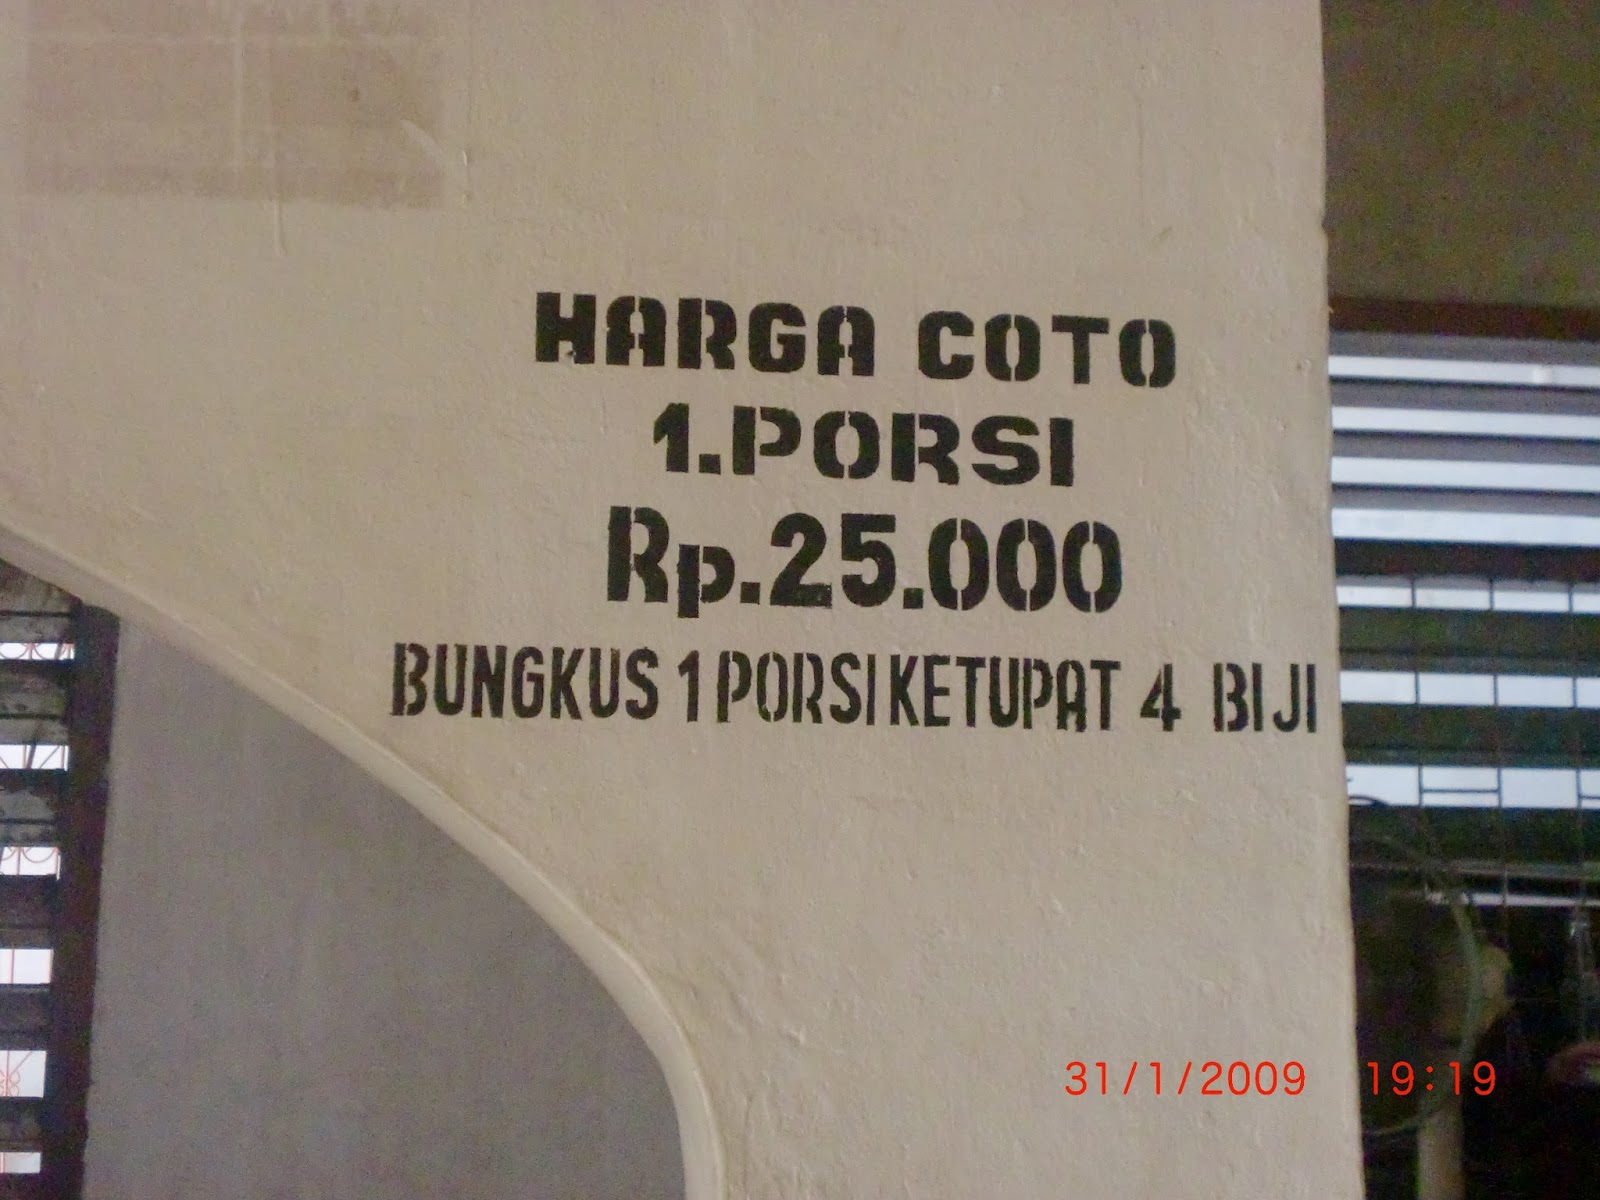 HARGA COTO
1.PORSI
Rp.25.000
BUNGKUS 1 PORSI KETUPAT 4 BIJI
31/1/2009 19:19